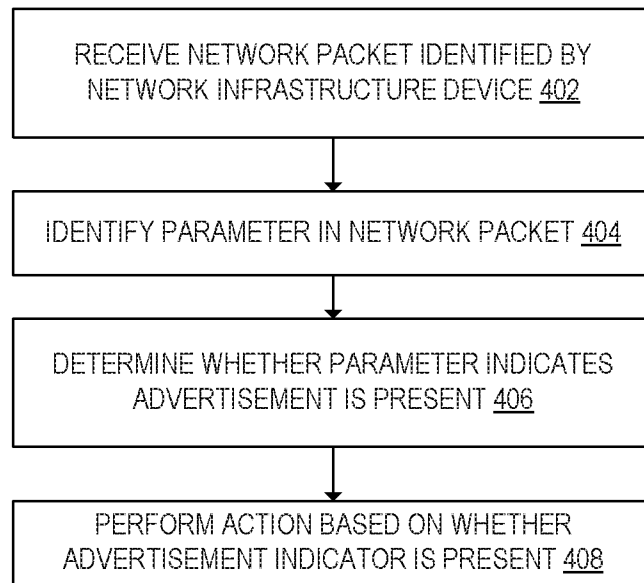 RECEIVE NETWORK PACKET IDENTIFIED BY
NETWORK INFRASTRUCTURE DEVICE 402
IDENTIFY PARAMETER IN NETWORK PACKET 404
DETERMINE WHETHER PARAMETER INDICATES
ADVERTISEMENT IS PRESENT 406
PERFORM ACTION BASED ON WHETHER
ADVERTISEMENT INDICATOR IS PRESENT 408